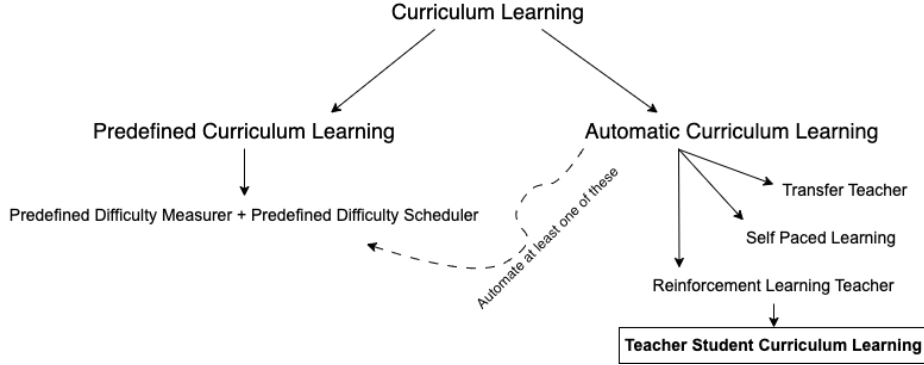 Curriculum Learning
Predefined Curriculum Learning
Automatic Curriculum Learning
Predefined Difficulty Measurer + Predefined Difficulty Scheduler
Automate at least one of these
Transfer Teacher
Self Paced Learning
Reinforcement Learning Teacher
Teacher Student Curriculum Learning